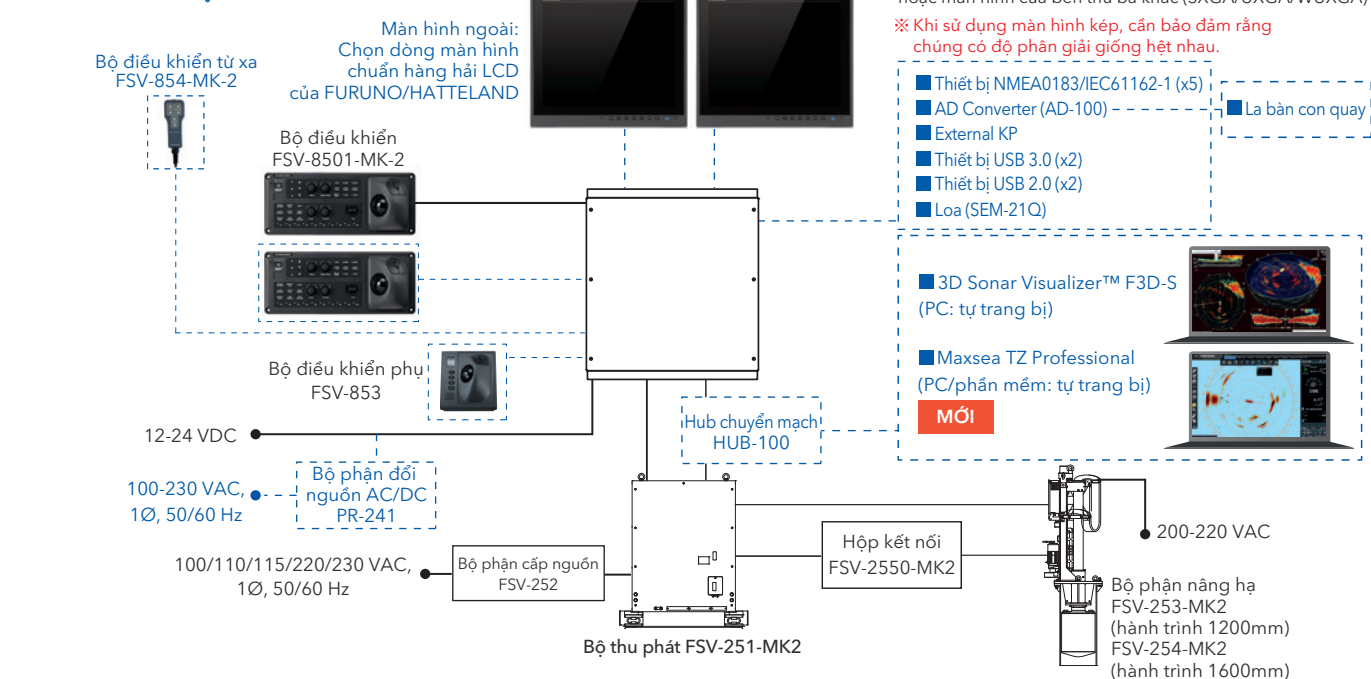 Màn hình ngoài:
Chọn dòng màn hình
chuẩn hàng hải LCD
của FURUNO/HATTELAND
※ Khi sử dụng màn hình kép, cần bảo đảm rằng
chúng có độ phân giải giống hệt nhau.
Bộ điều khiển từ xa
FSV-854-MK-2
Bộ điều khiển
FSV-8501-MK-2
Thiết bị NMEA0183/IEC61162-1 (x5)
AD Converter (AD-100)
La bàn con quay
External KP
Thiết bị USB 3.0 (x2)
Thiết bị USB 2.0 (x2)
Loa (SEM-21Q)
3D Sonar Visualizer™ F3D-S
(PC: tự trang bị)
Maxsea TZ Professional
(PC/phần mềm: tự trang bị)
MỚI
Bộ điều khiển phụ
FSV-853
Hub chuyển mạch
HUB-100
12-24 VDC
Bộ phận đổi
nguồn AC/DC
PR-241
100-230 VAC,
1Ø, 50/60 Hz
100/110/115/220/230 VAC,
1Ø, 50/60 Hz
Bộ phận cấp nguồn
FSV-252
Hộp kết nối
FSV-2550-MK2
200-220 VAC
Bộ thu phát FSV-251-MK2
Bộ phận nâng hạ
FSV-253-MK2
(hành trình 1200mm)
FSV-254-MK2
(hành trình 1600mm)